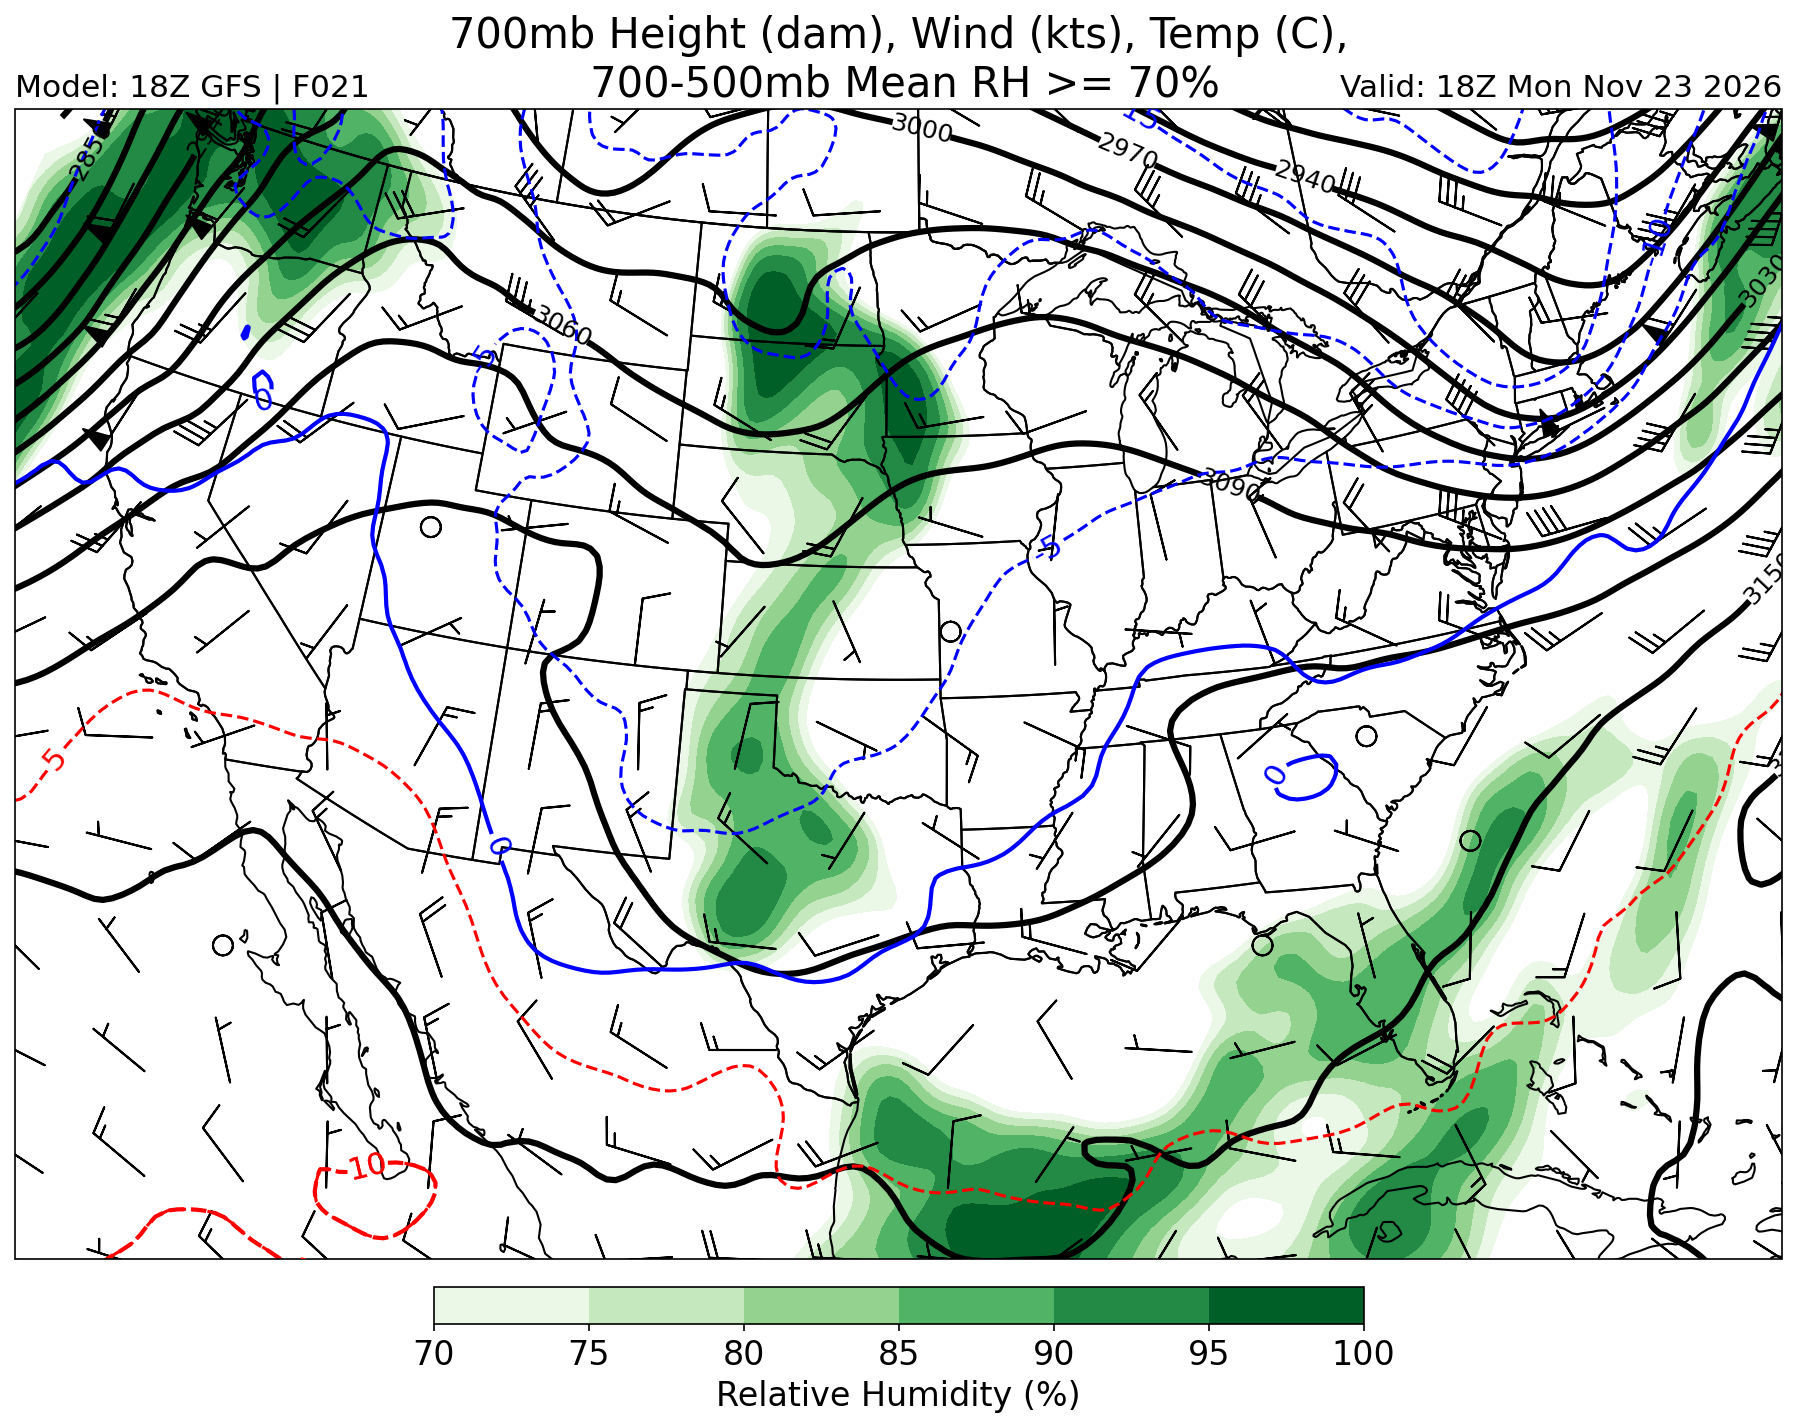 700mb Height (dam), Wind (kts), Temp (C),
700-500mb Mean RH >= 70%
Model: 18Z GFS | F021
Valid: 18Z Mon Nov 23 2026
3000
2970
2940
3030
3060
3090
-5
0
0
0
5
-10
70 75 80 85 90 95 100
Relative Humidity (%)